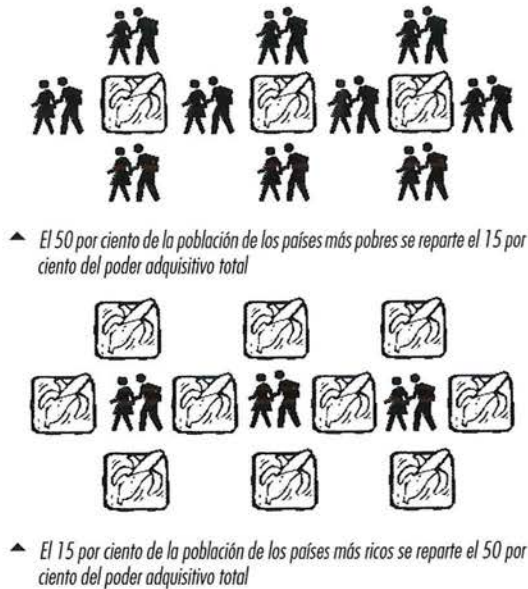 ▲ El 50 por ciento de la población de los países más pobres se reparte el 15 por
ciento del poder adquisitivo total
▲ El 15 por ciento de la población de los países más ricos se reparte el 50 por
ciento del poder adquisitivo total